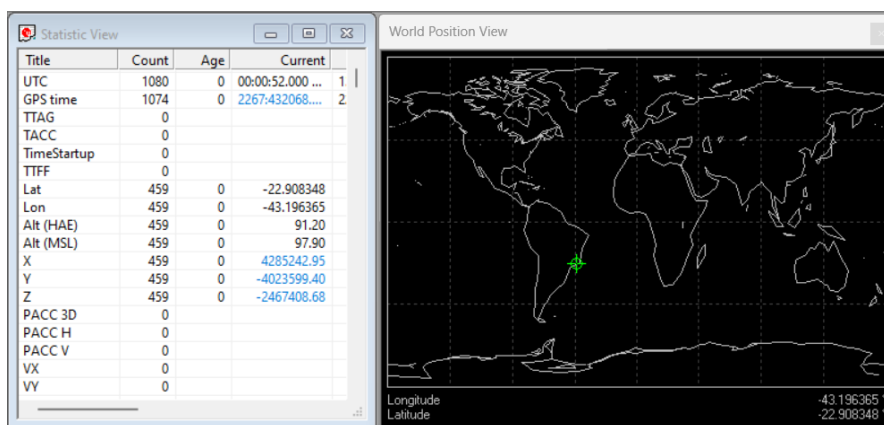 Statistic View
Title Count Age Current
UTC 1080 0 00:00:52.000 ... 1
GPS time 1074 0 2267:432068.... 2
TTAG 0
TACC 0
TimeStartup 0
TTFF 0
Lat 459 0 -22.908348
Lon 459 0 -43.196365
Alt (HAE) 459 0 91.20
Alt (MSL) 459 0 97.90
X 459 0 4285242.95
Y 459 0 -4023599.40
Z 459 0 -2467408.68
PACC 3D 0
PACC H 0
PACC V 0
VX 0
VY 0
World Position View
Longitude -43.196365 °
Latitude -22.908348 °